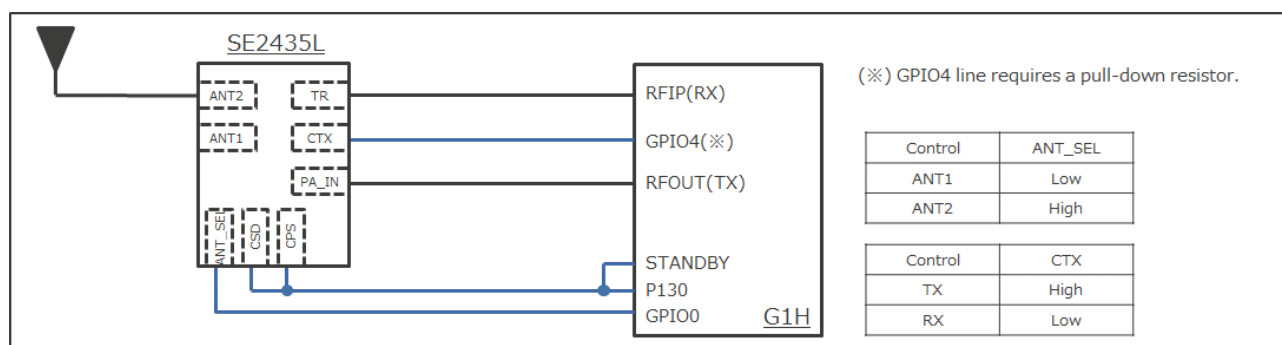 SE2435L
ANT2
TR
RFIP(RX)
ANT1
CTX
GPIO4(※)
PA_IN
RFOUT(TX)
ANT_SEL
CSD
CPS
STANDBY
P130
GPIO0
G1H
(※) GPIO4 line requires a pull-down resistor.
Control ANT_SEL
ANT1 Low
ANT2 High
Control CTX
TX High
RX Low